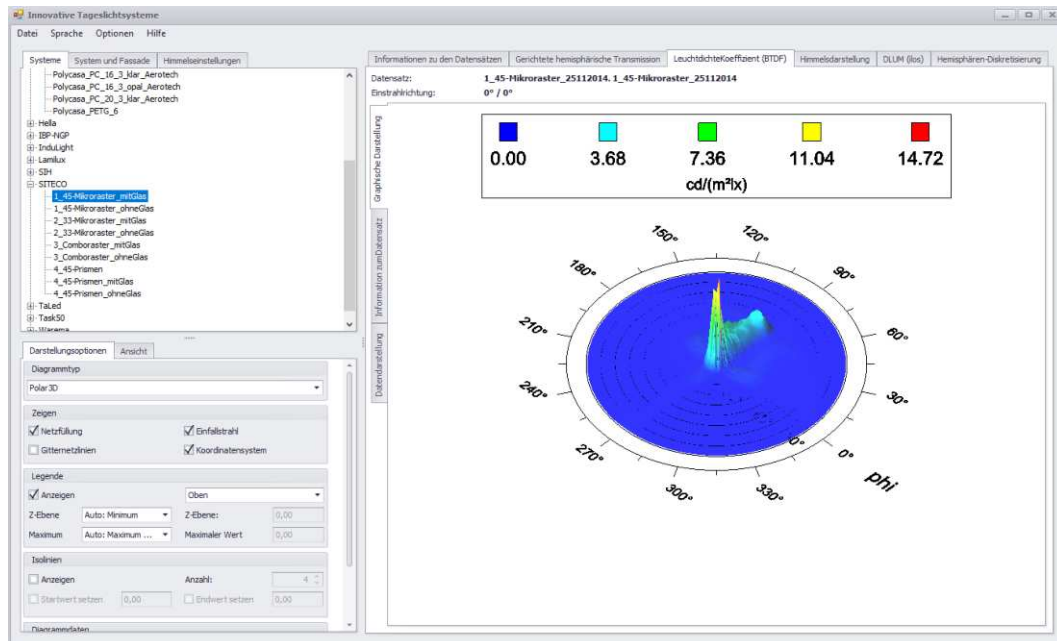 Innovative Tageslichtsysteme
Datei Sprache Optionen Hilfe
Systeme System und Fassade Himmelseinstellungen
Polycasa_PC_16_3_klar_Aerotech
Polycasa_PC_16_3_opal_Aerotech
Polycasa_PC_20_3_klar_Aerotech
Polycasa_PETG_6
Hella
IBP-NGP
InduLight
Lamilux
SIH
SITECO
1_45-Mikroraster_mitGlas
1_45-Mikroraster_ohneGlas
2_33-Mikroraster_mitGlas
2_33-Mikroraster_ohneGlas
3_Comboraster_mitGlas
3_Comboraster_ohneGlas
4_45-Prismen
4_45-Prismen_mitGlas
4_45-Prismen_ohneGlas
TaLed
Task50
Warema
Darstellungsoptionen Ansicht
Diagrammtyp
Polar3D
Zeigen
Netzfüllung Einfallstrahl
Gitternetzlinien Koordinatensystem
Legende
Anzeigen Oben
Z-Ebene Auto: Minimum Z-Ebene: 0,00
Maximum Auto: Maximum ... Maximaler Wert 0,00
Isolinien
Anzeigen Anzahl: 4
Startwert setzen 0,00 Endwert setzen 0,00
Diagrammdaten
Informationen zu den Datensätzen Gerichtete hemisphärische Transmission LeuchtdichteKoeffizient (BTDF) Himmelsdarstellung DLUM (ilos) Hemisphären-Diskretisierung
Datensatz: 1_45-Mikroraster_25112014, 1_45-Mikroraster_25112014
Einstrahlrichtung: 0° / 0°
Graphische Darstellung
Information zumDatensatz
Datendarstellung
0.00 3.68 7.36 11.04 14.72
cd/(m²lx)
150° 120°
180° 90°
210° 60°
240° 30°
270° 0° 0°
300° 330° phi